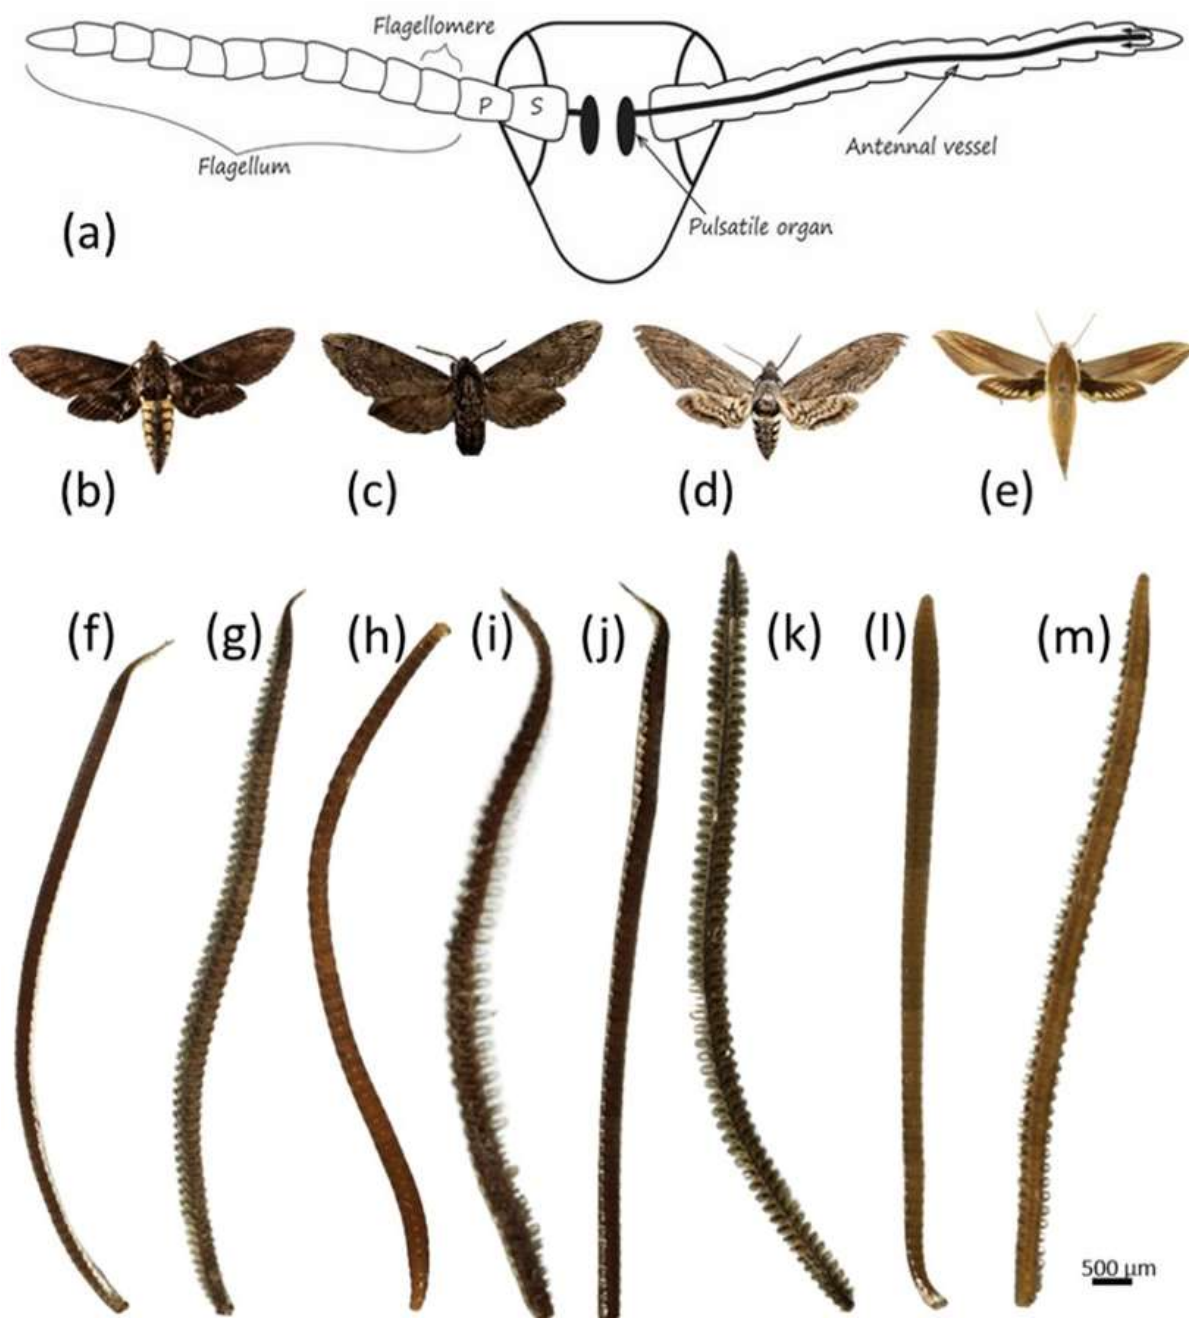 Flagellomere
P S
Flagellum
Antennal vessel
Pulsatile organ
(a)
(b) (c) (d) (e)
(f) (g) (h) (i) (j) (k) (l) (m)
500 µm